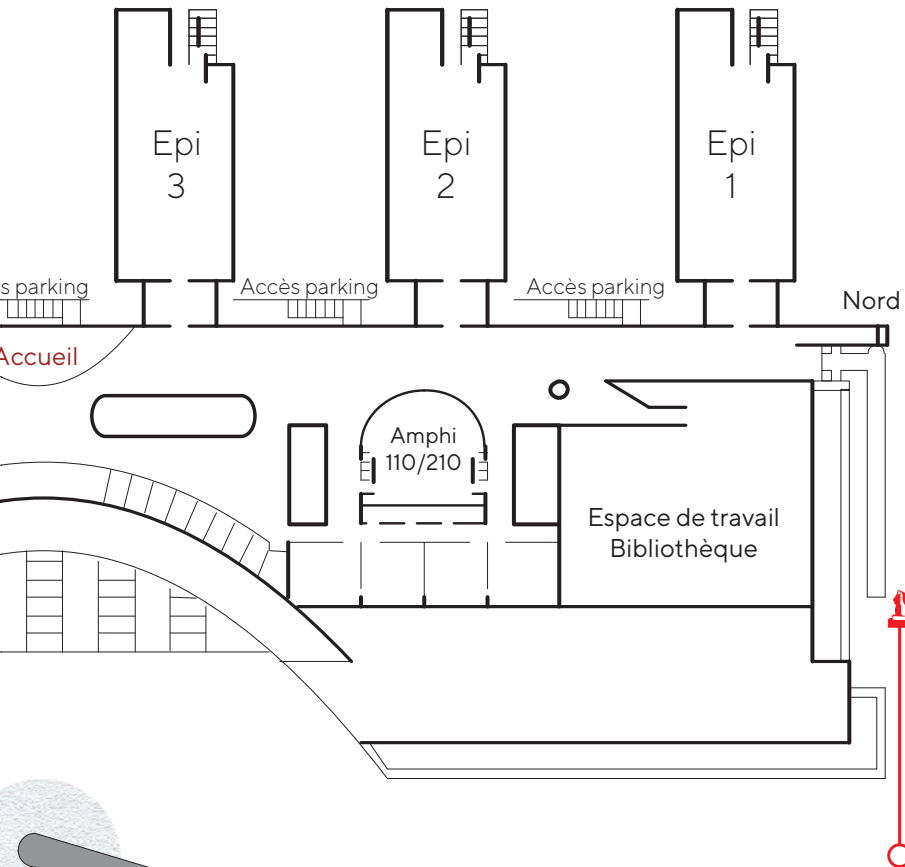 Epi
3
Epi
2
Epi
1
s parking
Accès parking
Accès parking
Nord
Accueil
Amphi
110/210
Espace de travail
Bibliothèque